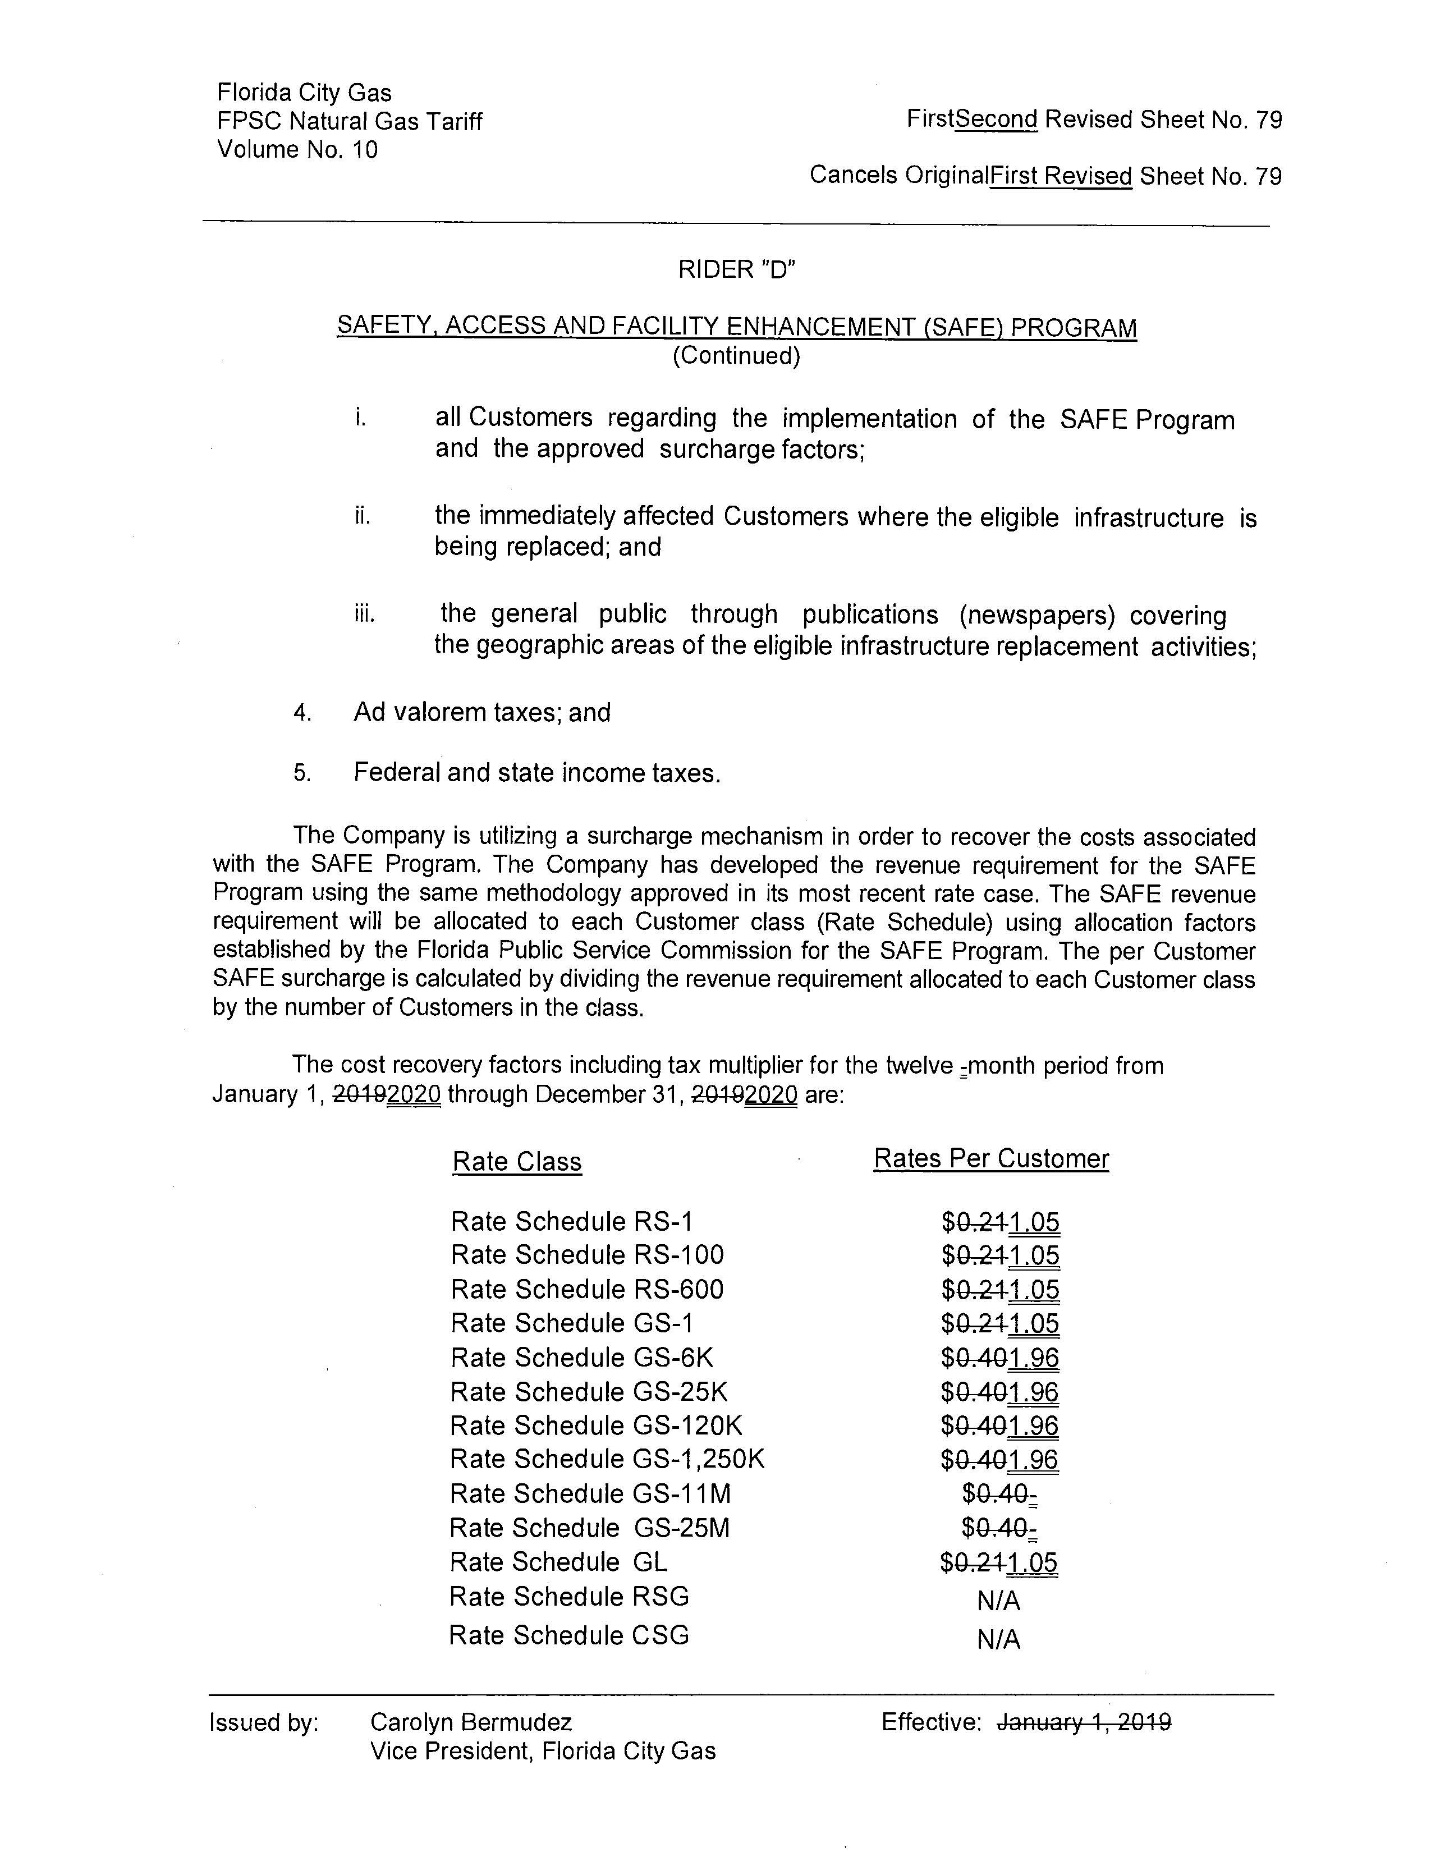 Florida City Gas
FPSC Natural Gas Tariff
Volume No. 10
FirstSecond Revised Sheet No. 79
Cancels OriginalFirst Revised Sheet No. 79
RIDER "D"
SAFETY, ACCESS AND FACILITY ENHANCEMENT (SAFE) PROGRAM
(Continued)
i. all Customers regarding the implementation of the SAFE Program
and the approved surcharge factors;
ii. the immediately affected Customers where the eligible infrastructure is
being replaced; and
iii. the general public through publications (newspapers) covering
the geographic areas of the eligible infrastructure replacement activities;
4. Ad valorem taxes; and
5. Federal and state income taxes.
The Company is utilizing a surcharge mechanism in order to recover the costs associated
with the SAFE Program. The Company has developed the revenue requirement for the SAFE
Program using the same methodology approved in its most recent rate case. The SAFE revenue
requirement will be allocated to each Customer class (Rate Schedule) using allocation factors
established by the Florida Public Service Commission for the SAFE Program. The per Customer
SAFE surcharge is calculated by dividing the revenue requirement allocated to each Customer class
by the number of Customers in the class.
The cost recovery factors including tax multiplier for the twelve -month period from
January 1, 20192020 through December 31, 20192020 are:
Rate Class Rates Per Customer
Rate Schedule RS-1 $0.211.05
Rate Schedule RS-100 $0.211.05
Rate Schedule RS-600 $0.211.05
Rate Schedule GS-1 $0.211.05
Rate Schedule GS-6K $0.401.96
Rate Schedule GS-25K $0.401.96
Rate Schedule GS-120K $0.401.96
Rate Schedule GS-1,250K $0.401.96
Rate Schedule GS-11M $0.40-
Rate Schedule GS-25M $0.40-
Rate Schedule GL $0.211.05
Rate Schedule RSG N/A
Rate Schedule CSG N/A
Issued by: Carolyn Bermudez Effective: January 1, 2019
Vice President, Florida City Gas